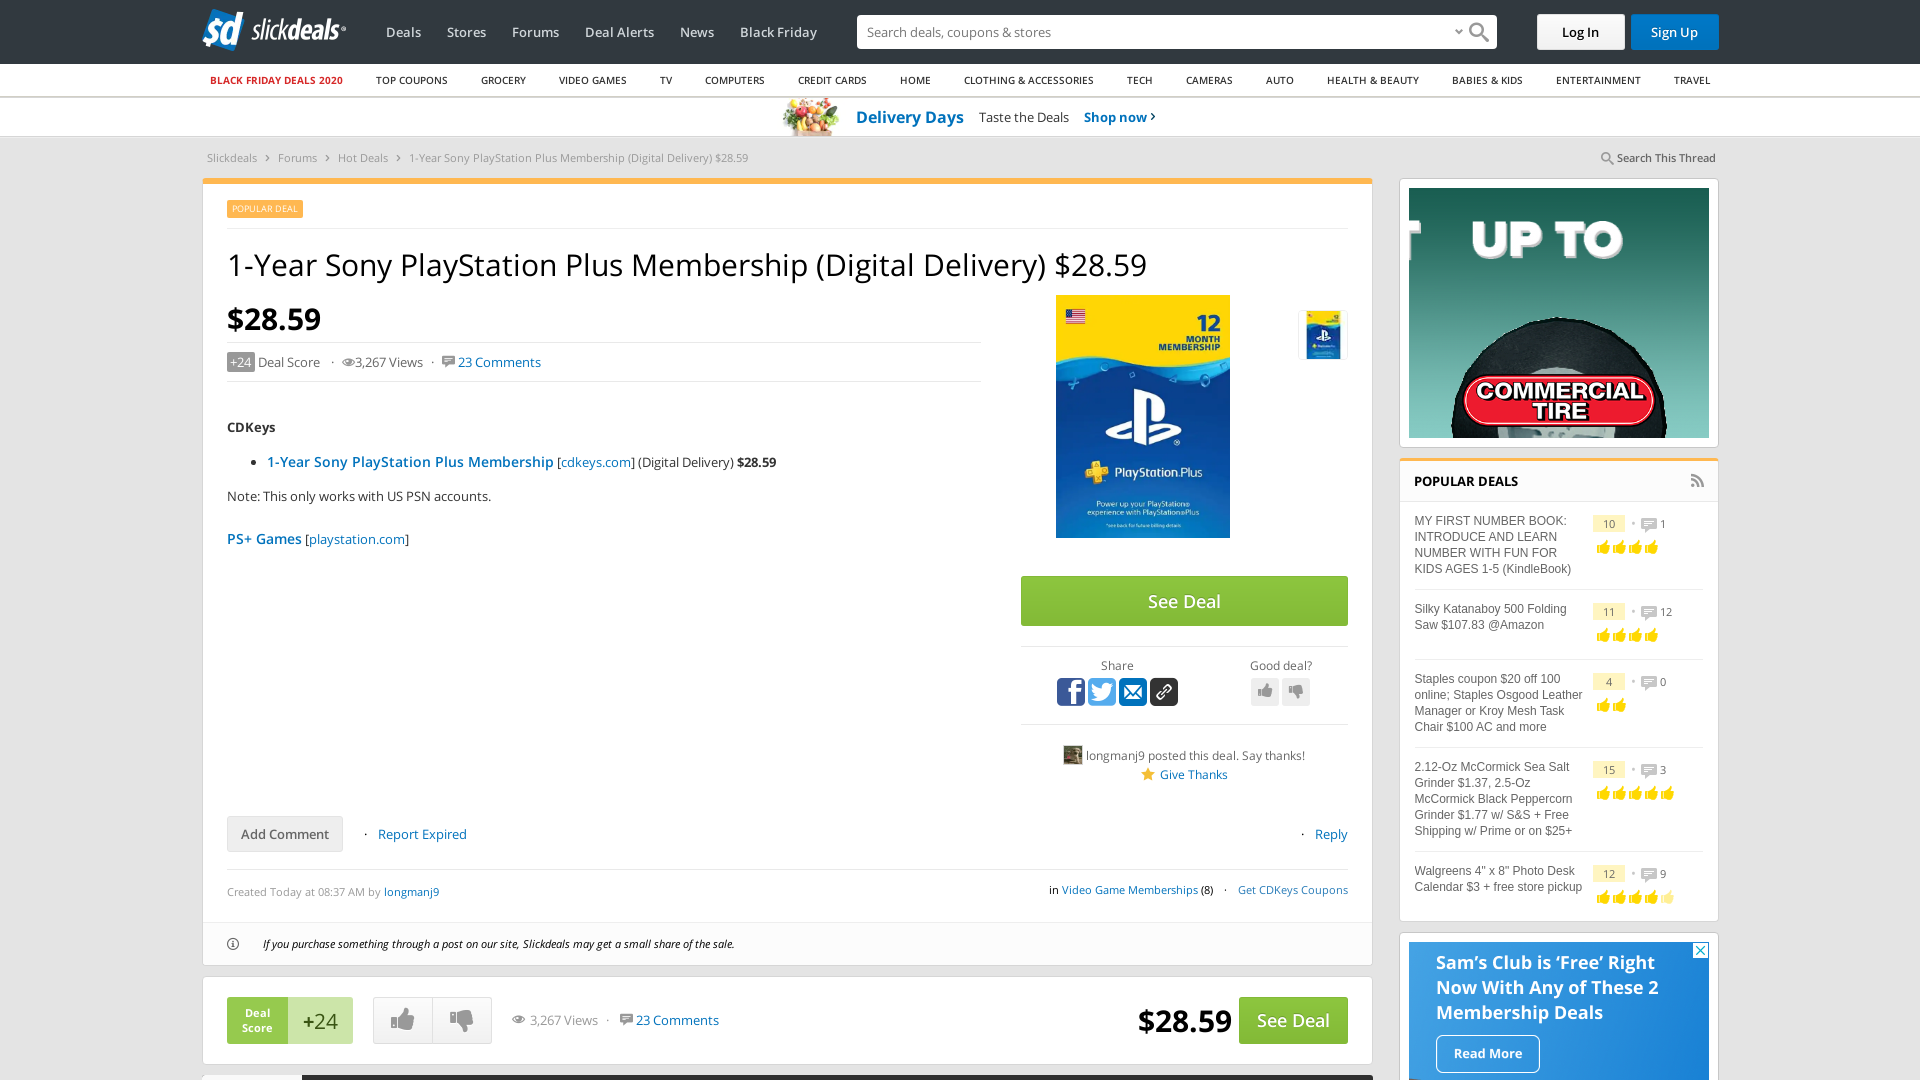 slickdeals
Deals
Stores
Forums
Deal Alerts
News
Black Friday
Search deals, coupons & stores
Log In
Sign Up
BLACK FRIDAY DEALS 2020
TOP COUPONS
GROCERY
VIDEO GAMES
TV
COMPUTERS
CREDIT CARDS
HOME
CLOTHING & ACCESSORIES
TECH
CAMERAS
AUTO
HEALTH & BEAUTY
BABIES & KIDS
ENTERTAINMENT
TRAVEL
Delivery Days Taste the Deals Shop now
Slickdeals > Forums > Hot Deals > 1-Year Sony PlayStation Plus Membership (Digital Delivery) $28.59
Search This Thread
POPULAR DEAL
1-Year Sony PlayStation Plus Membership (Digital Delivery) $28.59
$28.59
+24 Deal Score · 3,267 Views · 23 Comments
CDKeys
• 1-Year Sony PlayStation Plus Membership [cdkeys.com] (Digital Delivery) $28.59
Note: This only works with US PSN accounts.
PS+ Games [playstation.com]
12
MONTH
MEMBERSHIP
PlayStation.Plus
Power up your PlayStation®
experience with PlayStation®Plus
*see back for future billing details
See Deal
Share
Good deal?
longmanj9 posted this deal. Say thanks!
Give Thanks
Add Comment · Report Expired
· Reply
Created Today at 08:37 AM by longmanj9
in Video Game Memberships (8) · Get CDKeys Coupons
If you purchase something through a post on our site, Slickdeals may get a small share of the sale.
Deal
Score
+24
3,267 Views · 23 Comments
$28.59
See Deal
UP TO
COMMERCIAL
TIRE
POPULAR DEALS
MY FIRST NUMBER BOOK:
INTRODUCE AND LEARN
NUMBER WITH FUN FOR
KIDS AGES 1-5 (KindleBook)
10 • 1
Silky Katanaboy 500 Folding
Saw $107.83 @Amazon
11 • 12
Staples coupon $20 off 100
online; Staples Osgood Leather
Manager or Kroy Mesh Task
Chair $100 AC and more
4 • 0
2.12-Oz McCormick Sea Salt
Grinder $1.37, 2.5-Oz
McCormick Black Peppercorn
Grinder $1.77 w/ S&S + Free
Shipping w/ Prime or on $25+
15 • 3
Walgreens 4" x 8" Photo Desk
Calendar $3 + free store pickup
12 • 9
Sam's Club is 'Free' Right
Now With Any of These 2
Membership Deals
Read More